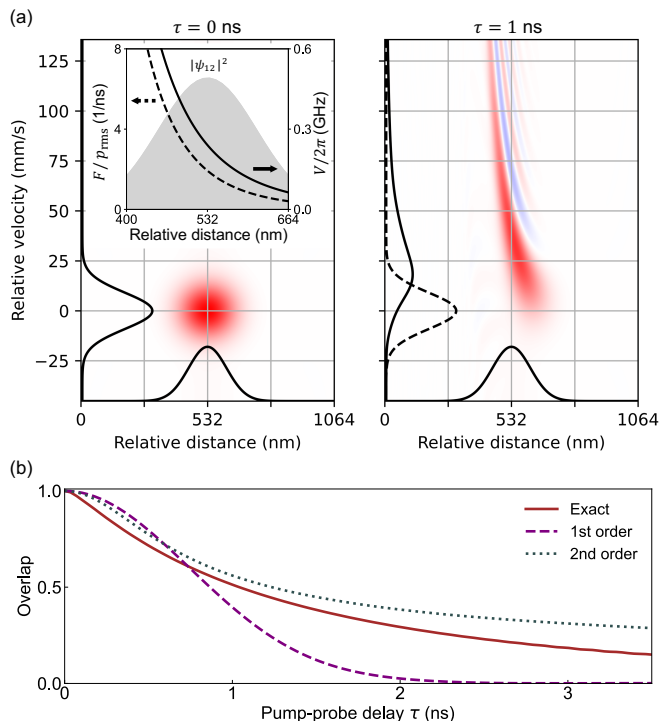 (a)
τ = 0 ns
τ = 1 ns
Relative velocity (mm/s)
125
100
75
50
25
0
−25
0
532
1064
Relative distance (nm)
|ψ₁₂|²
F/p_rms (1/ns)
8
4
0
V/2π (GHz)
0.6
0.3
0.0
400
532
664
Relative distance (nm)
0
532
1064
Relative distance (nm)
(b)
Overlap
1.0
0.5
0.0
Exact
1st order
2nd order
0
1
2
3
Pump-probe delay τ (ns)